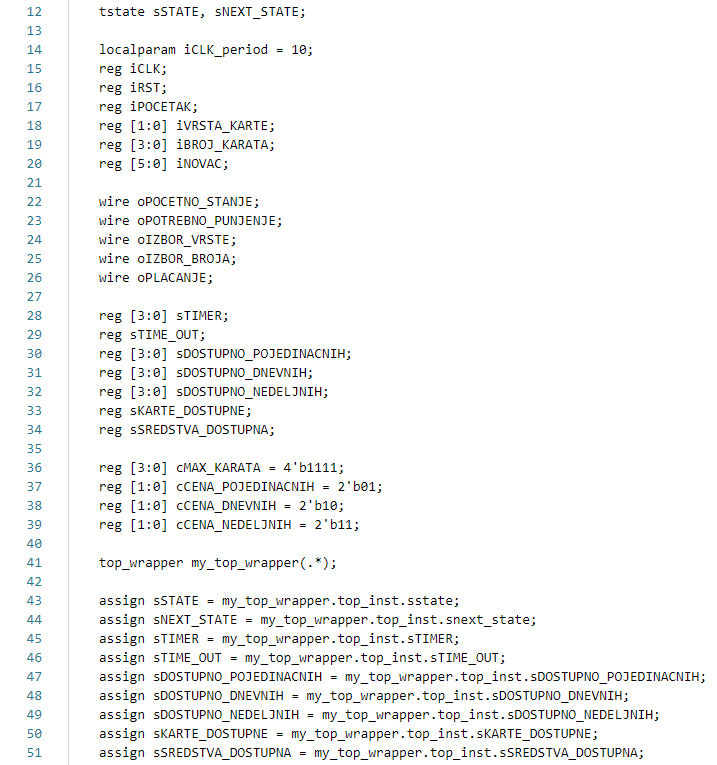 12 tstate sSTATE, sNEXT_STATE;
13
14 localparam iCLK_period = 10;
15 reg iCLK;
16 reg iRST;
17 reg iPOCETAK;
18 reg [1:0] iVRSTA_KARTE;
19 reg [3:0] iBROJ_KARATA;
20 reg [5:0] iNOVAC;
21
22 wire oPOCETNO_STANJE;
23 wire oPOTREBNO_PUNJENJE;
24 wire oIZBOR_VRSTE;
25 wire oIZBOR_BROJA;
26 wire oPLACANJE;
27
28 reg [3:0] sTIMER;
29 reg sTIME_OUT;
30 reg [3:0] sDOSTUPNO_POJEDINACNIH;
31 reg [3:0] sDOSTUPNO_DNEVNIH;
32 reg [3:0] sDOSTUPNO_NEDELJNIH;
33 reg sKARTE_DOSTUPNE;
34 reg sSREDSTVA_DOSTUPNA;
35
36 reg [3:0] cMAX_KARATA = 4'b1111;
37 reg [1:0] cCENA_POJEDINACNIH = 2'b01;
38 reg [1:0] cCENA_DNEVNIH = 2'b10;
39 reg [1:0] cCENA_NEDELJNIH = 2'b11;
40
41 top_wrapper my_top_wrapper(.*);
42
43 assign sSTATE = my_top_wrapper.top_inst.sstate;
44 assign sNEXT_STATE = my_top_wrapper.top_inst.snext_state;
45 assign sTIMER = my_top_wrapper.top_inst.sTIMER;
46 assign sTIME_OUT = my_top_wrapper.top_inst.sTIME_OUT;
47 assign sDOSTUPNO_POJEDINACNIH = my_top_wrapper.top_inst.sDOSTUPNO_POJEDINACNIH;
48 assign sDOSTUPNO_DNEVNIH = my_top_wrapper.top_inst.sDOSTUPNO_DNEVNIH;
49 assign sDOSTUPNO_NEDELJNIH = my_top_wrapper.top_inst.sDOSTUPNO_NEDELJNIH;
50 assign sKARTE_DOSTUPNE = my_top_wrapper.top_inst.sKARTE_DOSTUPNE;
51 assign sSREDSTVA_DOSTUPNA = my_top_wrapper.top_inst.sSREDSTVA_DOSTUPNA;